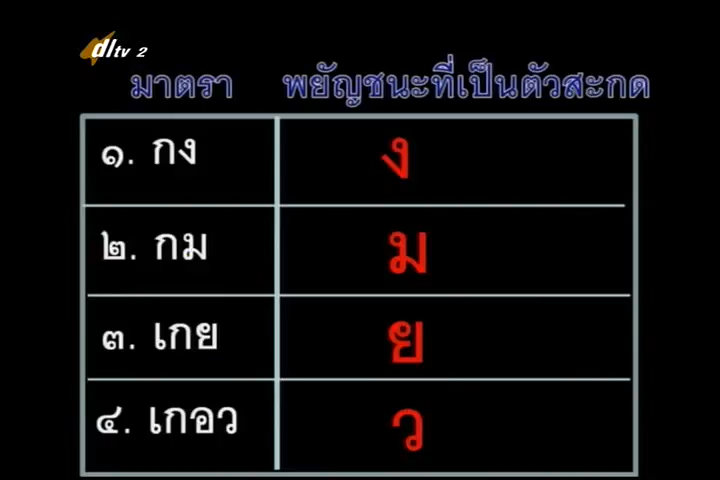 dltv 2
มาตรา พยัญชนะที่เป็นตัวสะกด
๑. กง ง
๒. กม ม
๓. เกย ย
๔. เกอว ว